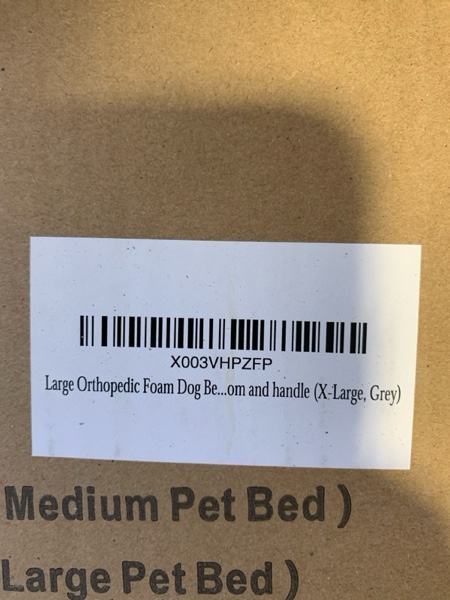 X003VHPZFP
Large Orthopedic Foam Dog Be...om and handle (X-Large, Grey)
Medium Pet Bed )
Large Pet Bed )